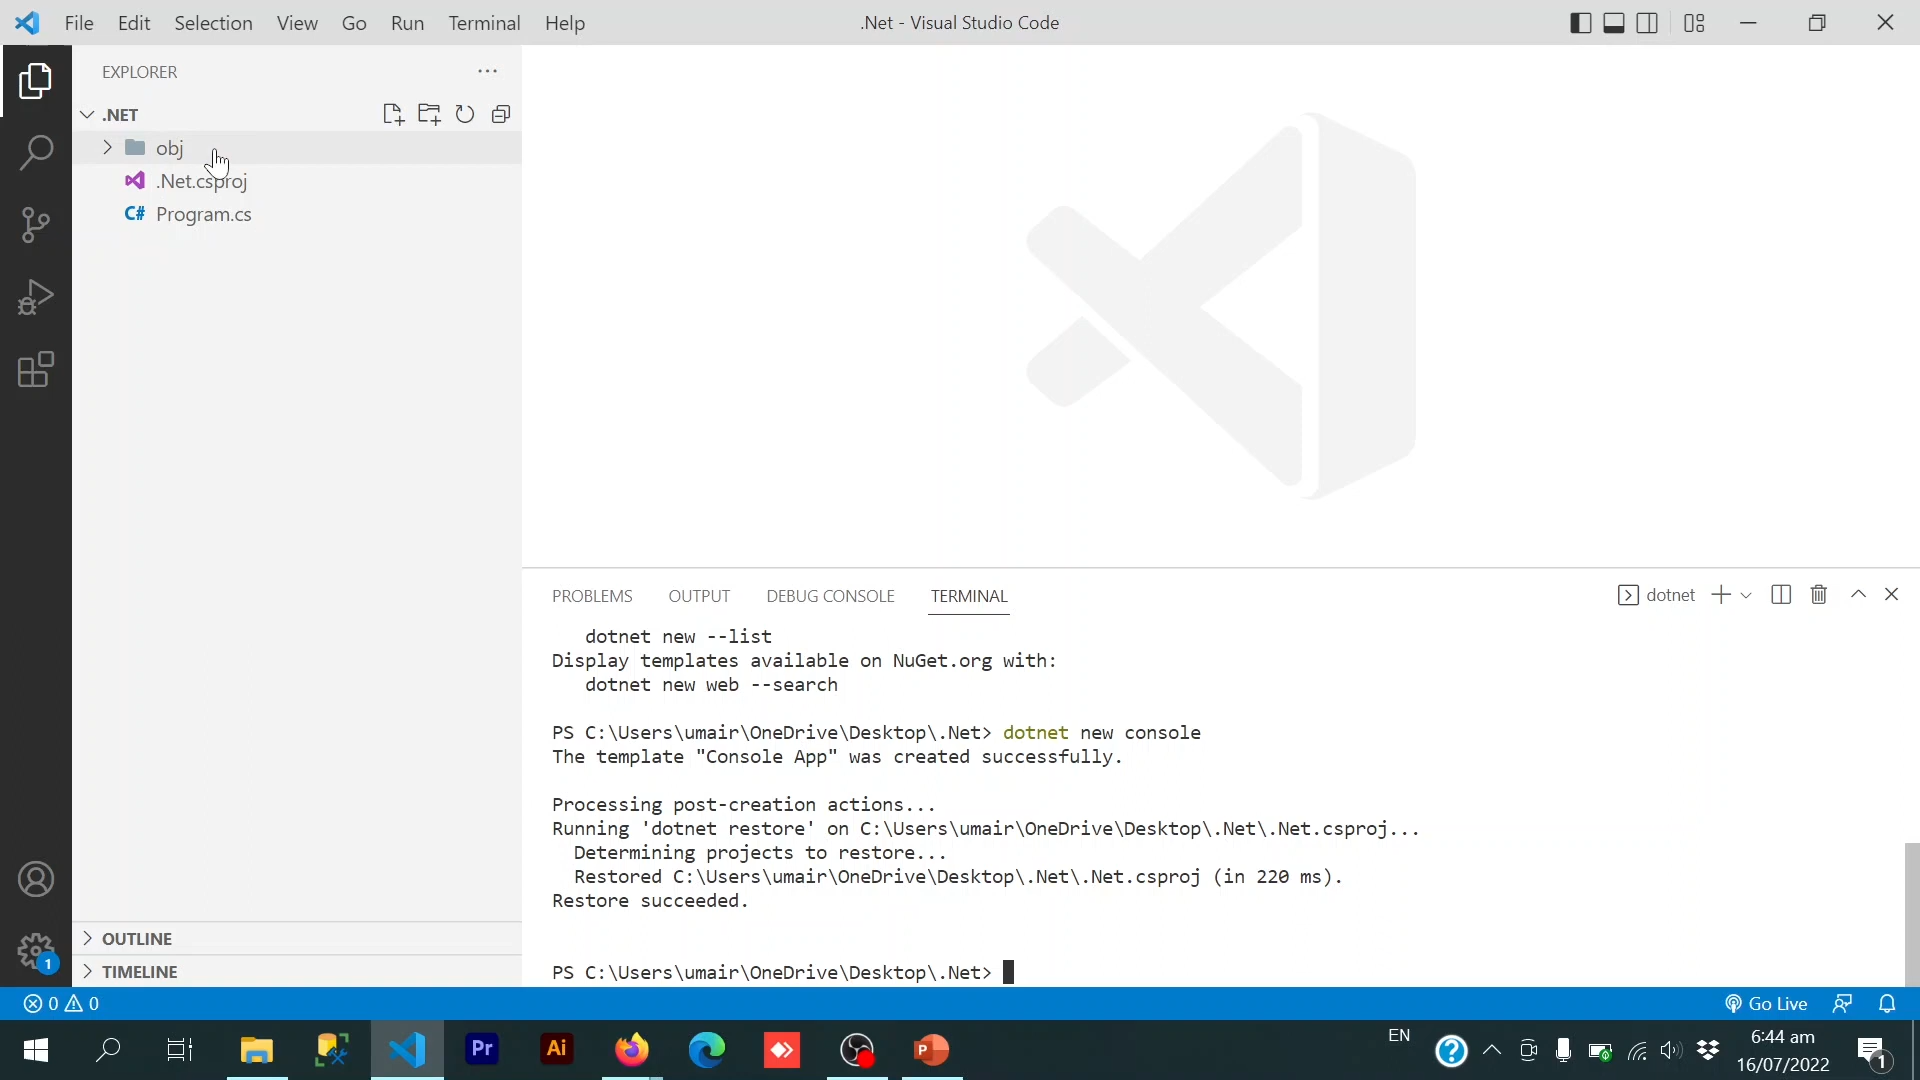 File Edit Selection View Go Run Terminal Help
.Net - Visual Studio Code
EXPLORER
.NET
obj
.Net.csproj
C# Program.cs
PROBLEMS OUTPUT DEBUG CONSOLE TERMINAL
dotnet
dotnet new --list
Display templates available on NuGet.org with:
dotnet new web --search
PS C:\Users\umair\OneDrive\Desktop\.Net> dotnet new console
The template "Console App" was created successfully.
Processing post-creation actions...
Running 'dotnet restore' on C:\Users\umair\OneDrive\Desktop\.Net\.Net.csproj...
Determining projects to restore...
Restored C:\Users\umair\OneDrive\Desktop\.Net\.Net.csproj (in 220 ms).
Restore succeeded.
PS C:\Users\umair\OneDrive\Desktop\.Net>
OUTLINE
TIMELINE
1
0 0
Go Live
Pr
Ai
P
EN
?
6:44 am
16/07/2022
1